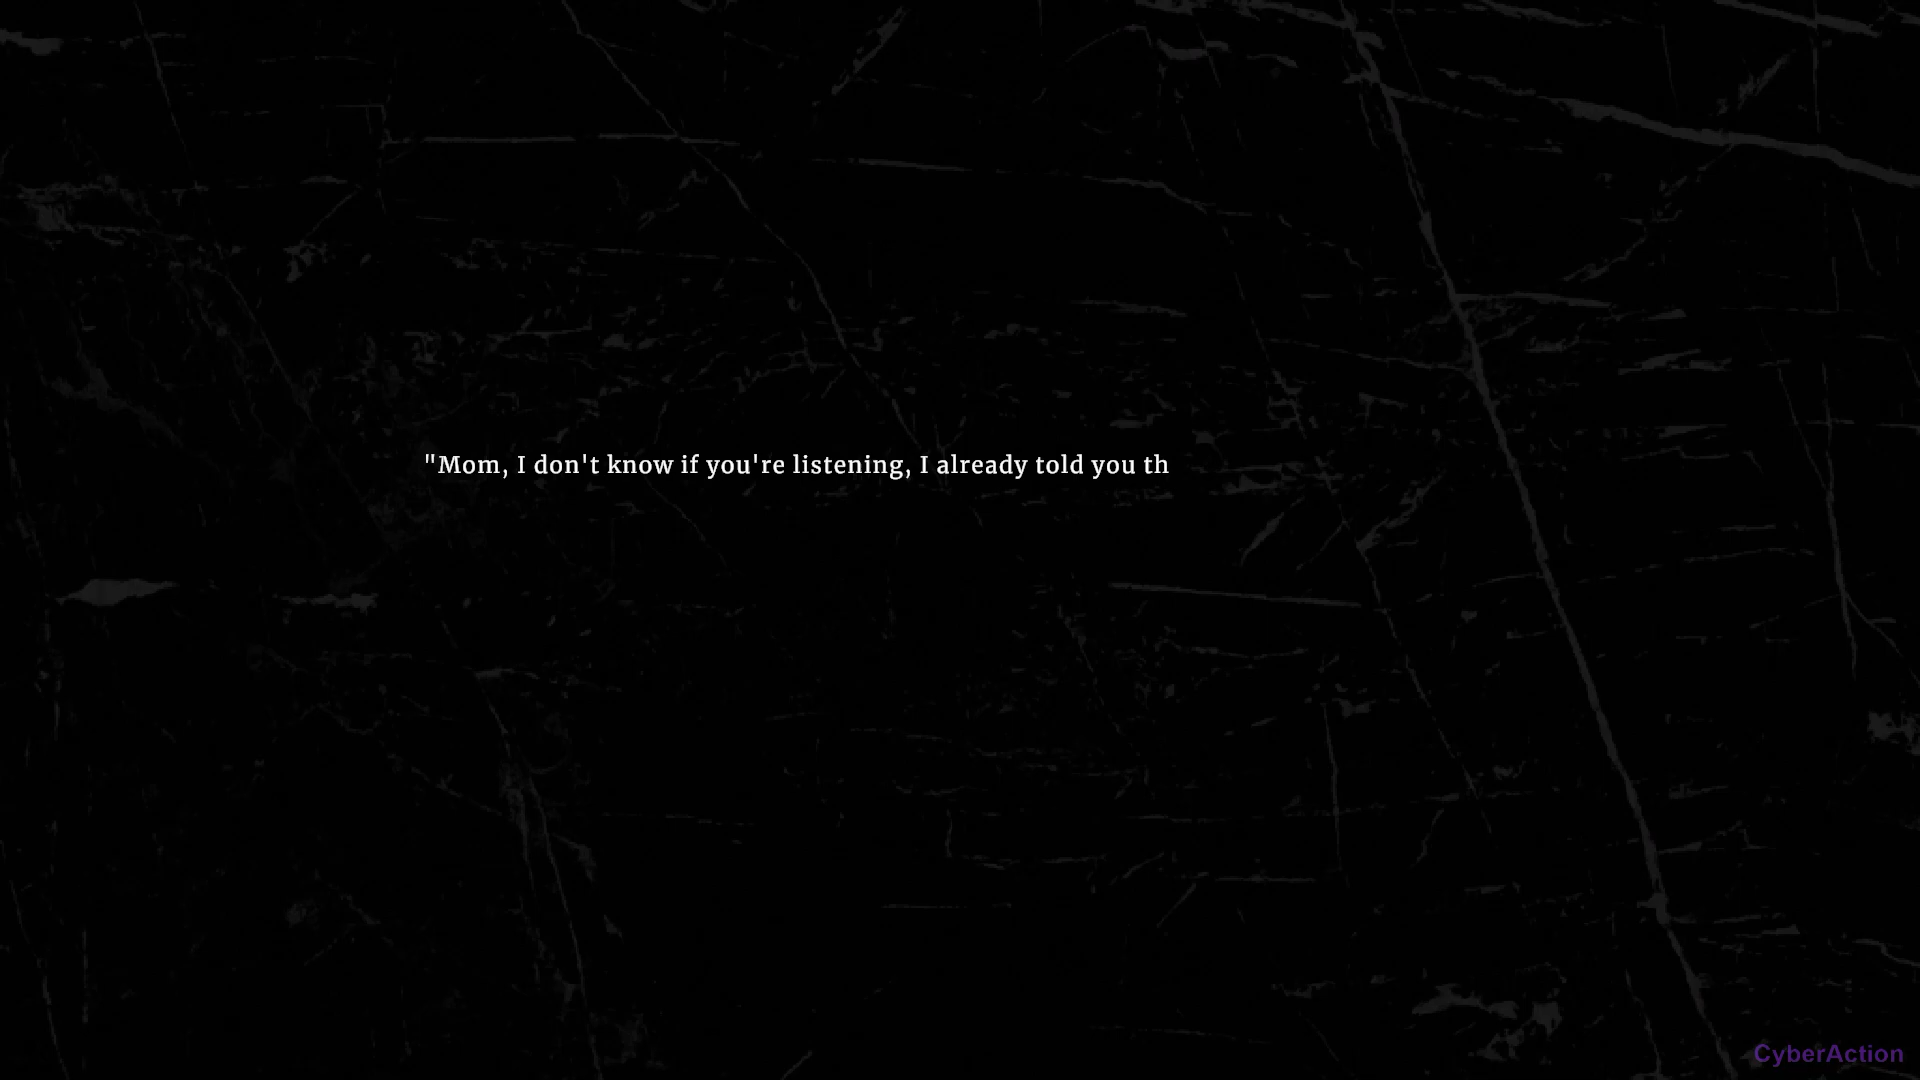 "Mom, I don't know if you're listening, I already told you th
CyberAction